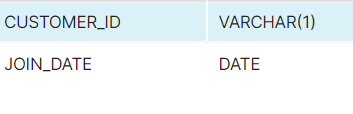 CUSTOMER_ID VARCHAR(1)
JOIN_DATE DATE